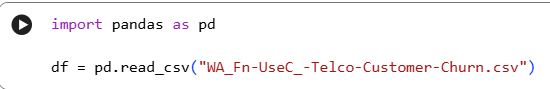 import pandas as pd
df = pd.read_csv("WA_Fn-UseC_-Telco-Customer-Churn.csv")